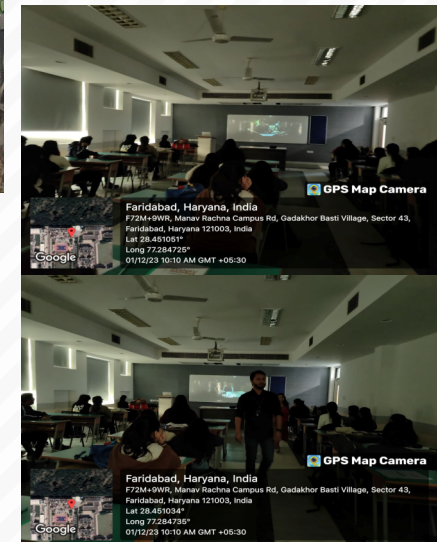 GPS Map Camera
Faridabad, Haryana, India
F72M+9WR, Manav Rachna Campus Rd, Gadakhor Basti Village, Sector 43,
Faridabad, Haryana 121003, India
Lat 28.451051°
Long 77.284725°
01/12/23 10:10 AM GMT +05:30
Google
GPS Map Camera
Faridabad, Haryana, India
F72M+9WR, Manav Rachna Campus Rd, Gadakhor Basti Village, Sector 43,
Faridabad, Haryana 121003, India
Lat 28.451034°
Long 77.284735°
01/12/23 10:10 AM GMT +05:30
Google